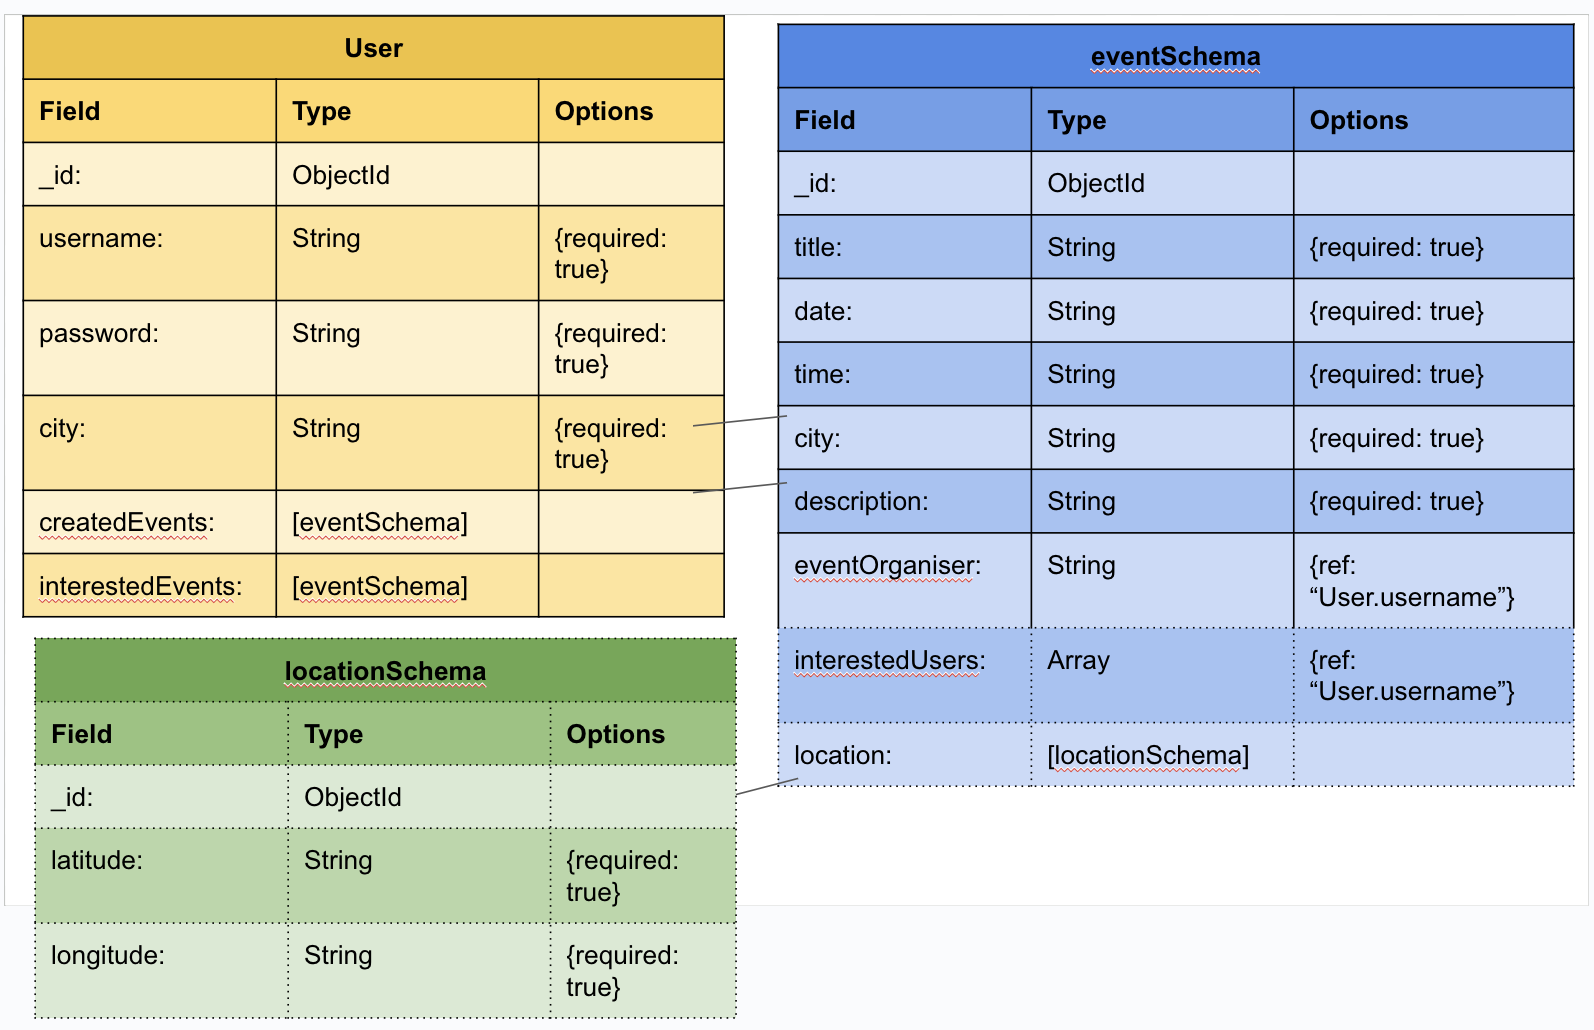 User
Field Type Options
_id: ObjectId
username: String {required:
true}
password: String {required:
true}
city: String {required:
true}
createdEvents: [eventSchema]
interestedEvents: [eventSchema]
eventSchema
Field Type Options
_id: ObjectId
title: String {required: true}
date: String {required: true}
time: String {required: true}
city: String {required: true}
description: String {required: true}
eventOrganiser: String {ref:
“User.username”}
interestedUsers: Array {ref:
“User.username”}
location: [locationSchema]
locationSchema
Field Type Options
_id: ObjectId
latitude: String {required:
true}
longitude: String {required:
true}